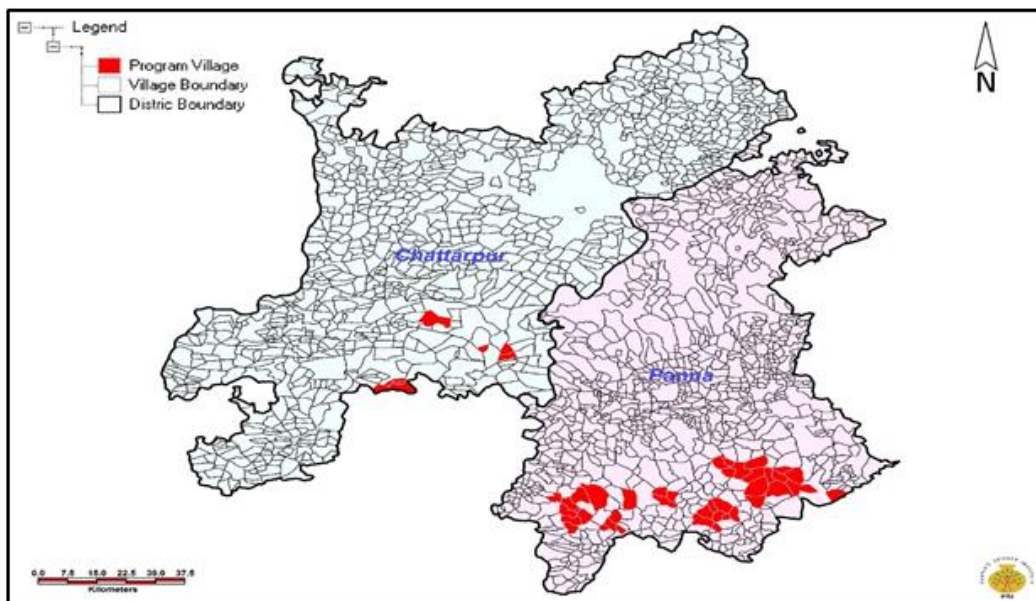 Legend
Program Village
Village Boundary
Distric Boundary
N
Chattarpur
Panna
0.0 7.5 15.0 22.5 30.0 37.5
Kilometers